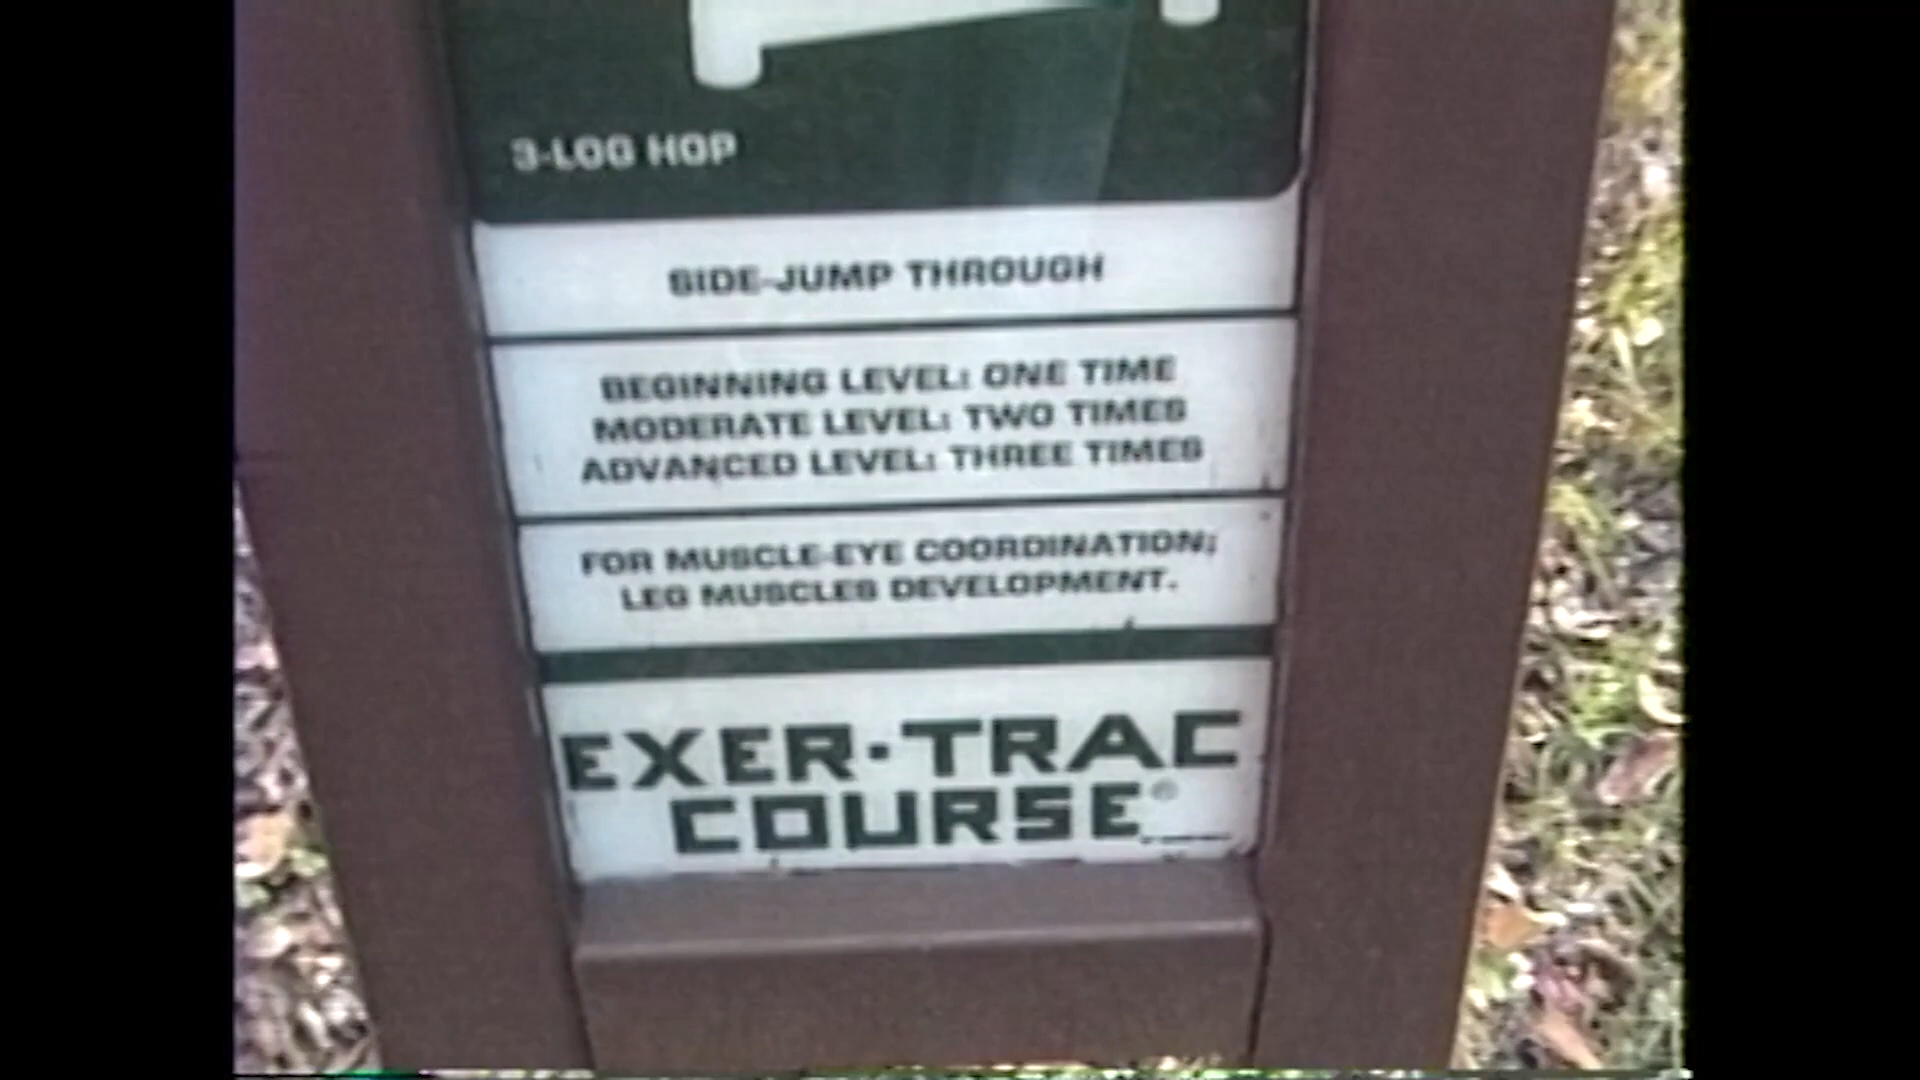 3-LOG HOP
SIDE-JUMP THROUGH
BEGINNING LEVEL: ONE TIME
MODERATE LEVEL: TWO TIMES
ADVANCED LEVEL: THREE TIMES
FOR MUSCLE-EYE COORDINATION;
LEG MUSCLES DEVELOPMENT.
EXER·TRAC
COURSE®